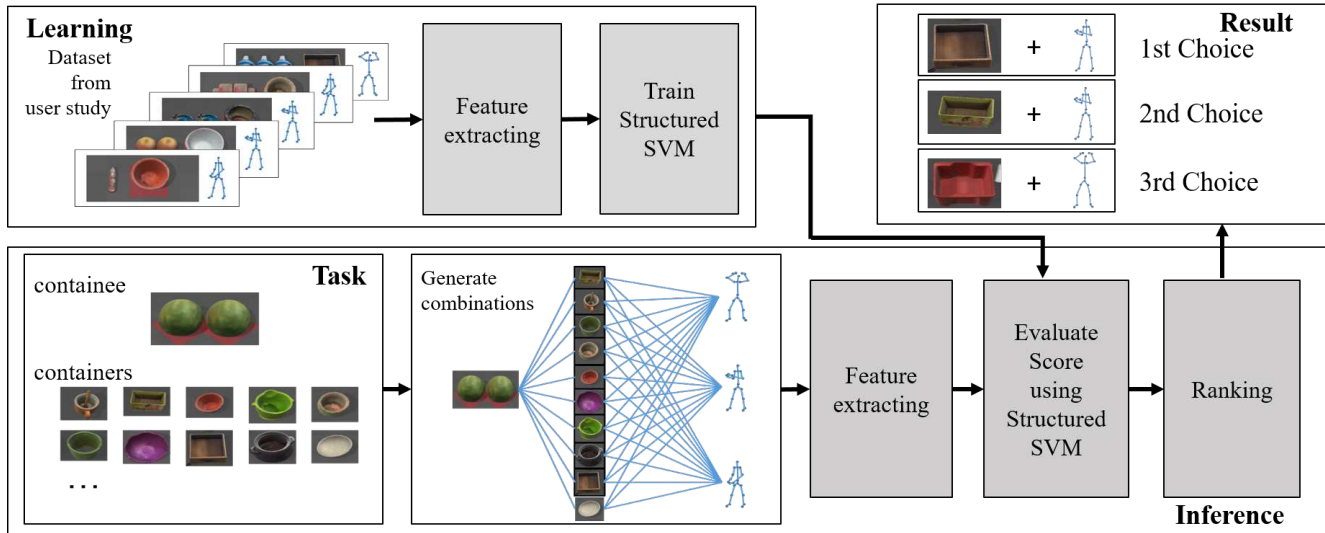 Learning
Dataset
from
user study
Feature
extracting
Train
Structured
SVM
Result
+
1st Choice
+
2nd Choice
+
3rd Choice
Task
containee
containers
...
Generate
combinations
Feature
extracting
Evaluate
Score
using
Structured
SVM
Ranking
Inference